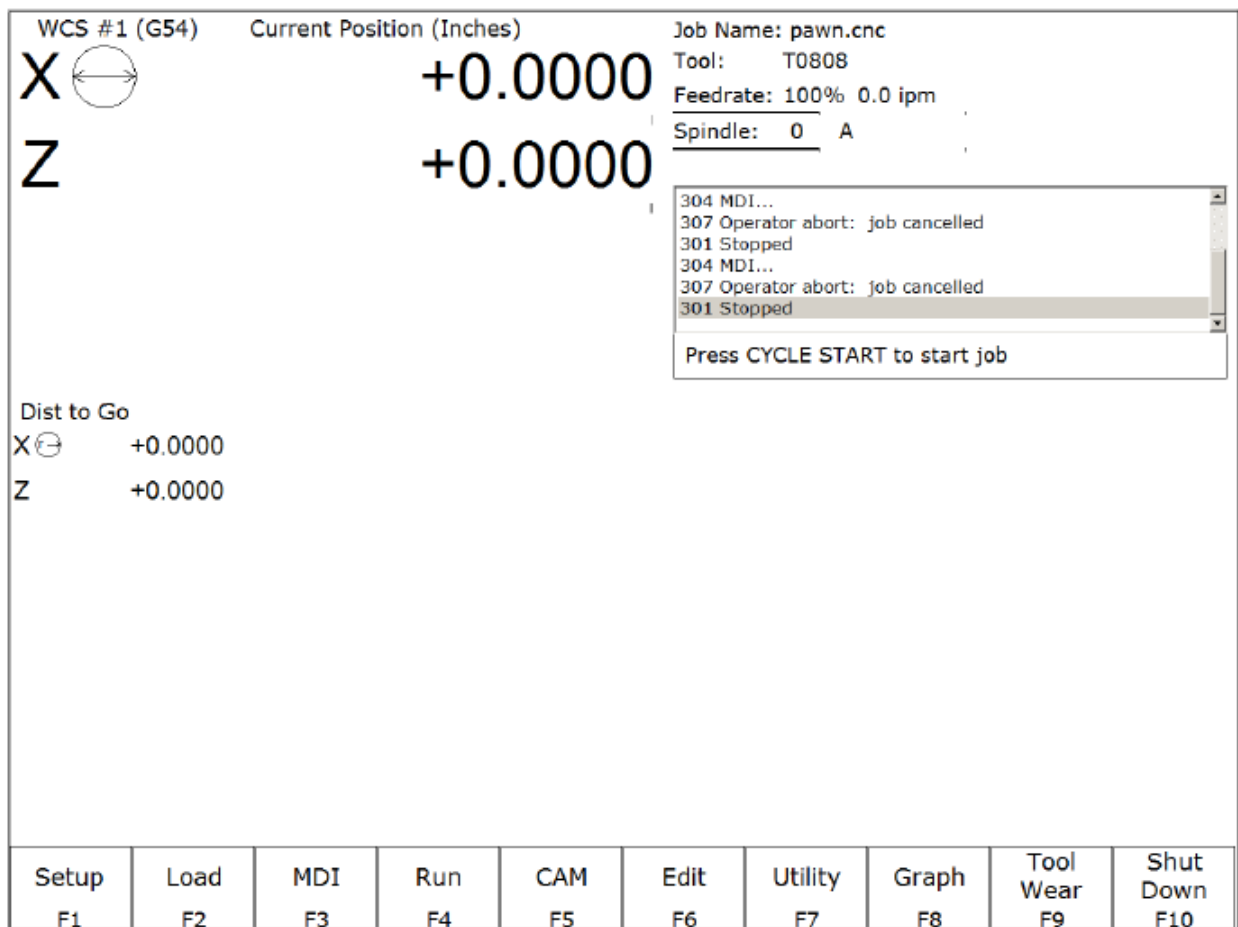 WCS #1 (G54) Current Position (Inches)
X +0.0000
Z +0.0000
Job Name: pawn.cnc
Tool: T0808
Feedrate: 100% 0.0 ipm
Spindle: 0 A
304 MDI...
307 Operator abort: job cancelled
301 Stopped
304 MDI...
307 Operator abort: job cancelled
301 Stopped
Press CYCLE START to start job
Dist to Go
X +0.0000
Z +0.0000
Setup F1
Load F2
MDI F3
Run F4
CAM F5
Edit F6
Utility F7
Graph F8
Tool Wear F9
Shut Down F10